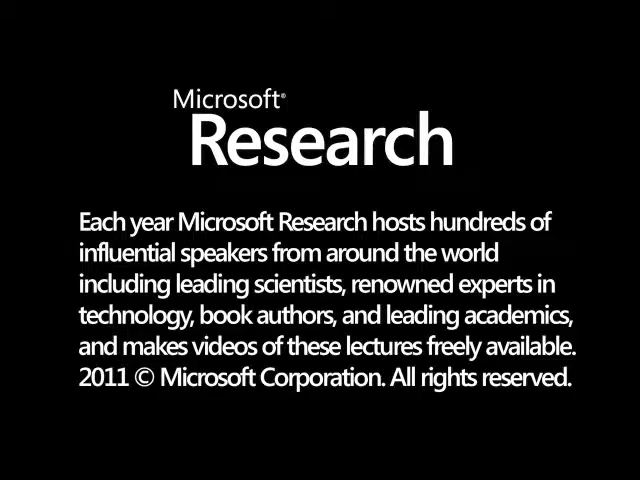 Microsoft®
Research
Each year Microsoft Research hosts hundreds of
influential speakers from around the world
including leading scientists, renowned experts in
technology, book authors, and leading academics,
and makes videos of these lectures freely available.
2011 © Microsoft Corporation. All rights reserved.